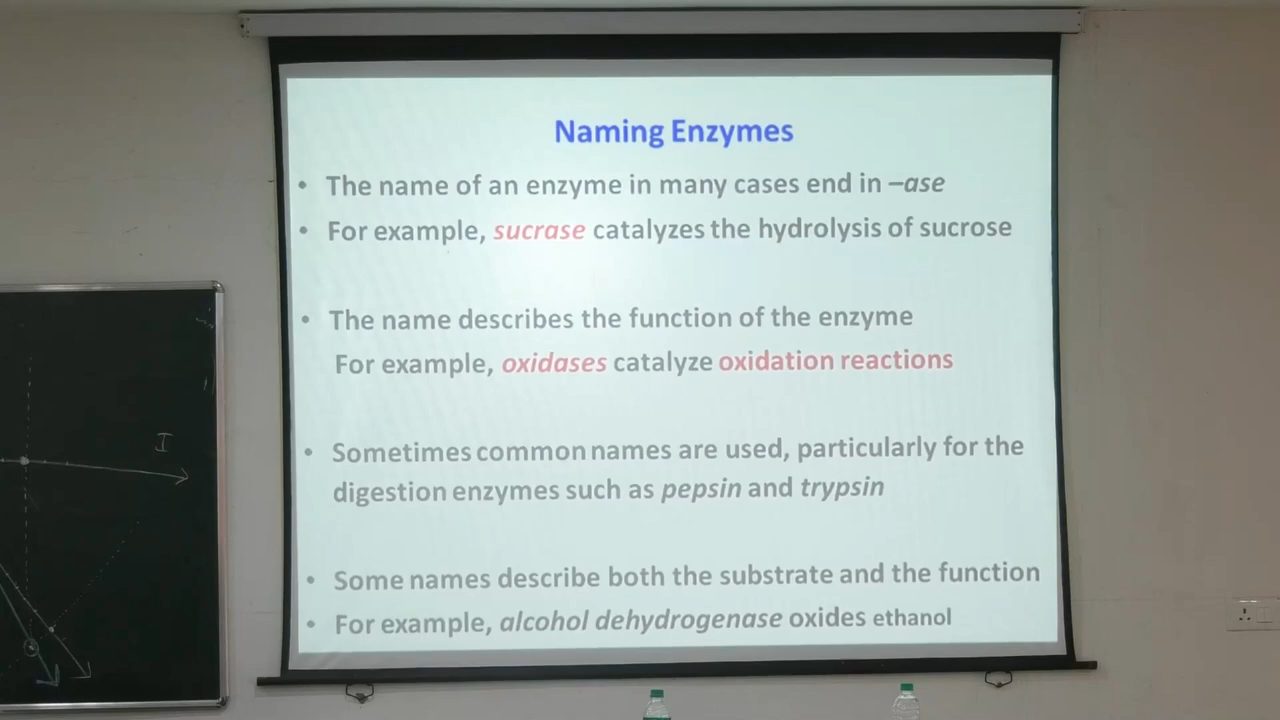 Naming Enzymes
• The name of an enzyme in many cases end in –ase
• For example, sucrase catalyzes the hydrolysis of sucrose
• The name describes the function of the enzyme
For example, oxidases catalyze oxidation reactions
• Sometimes common names are used, particularly for the
digestion enzymes such as pepsin and trypsin
• Some names describe both the substrate and the function
• For example, alcohol dehydrogenase oxides ethanol